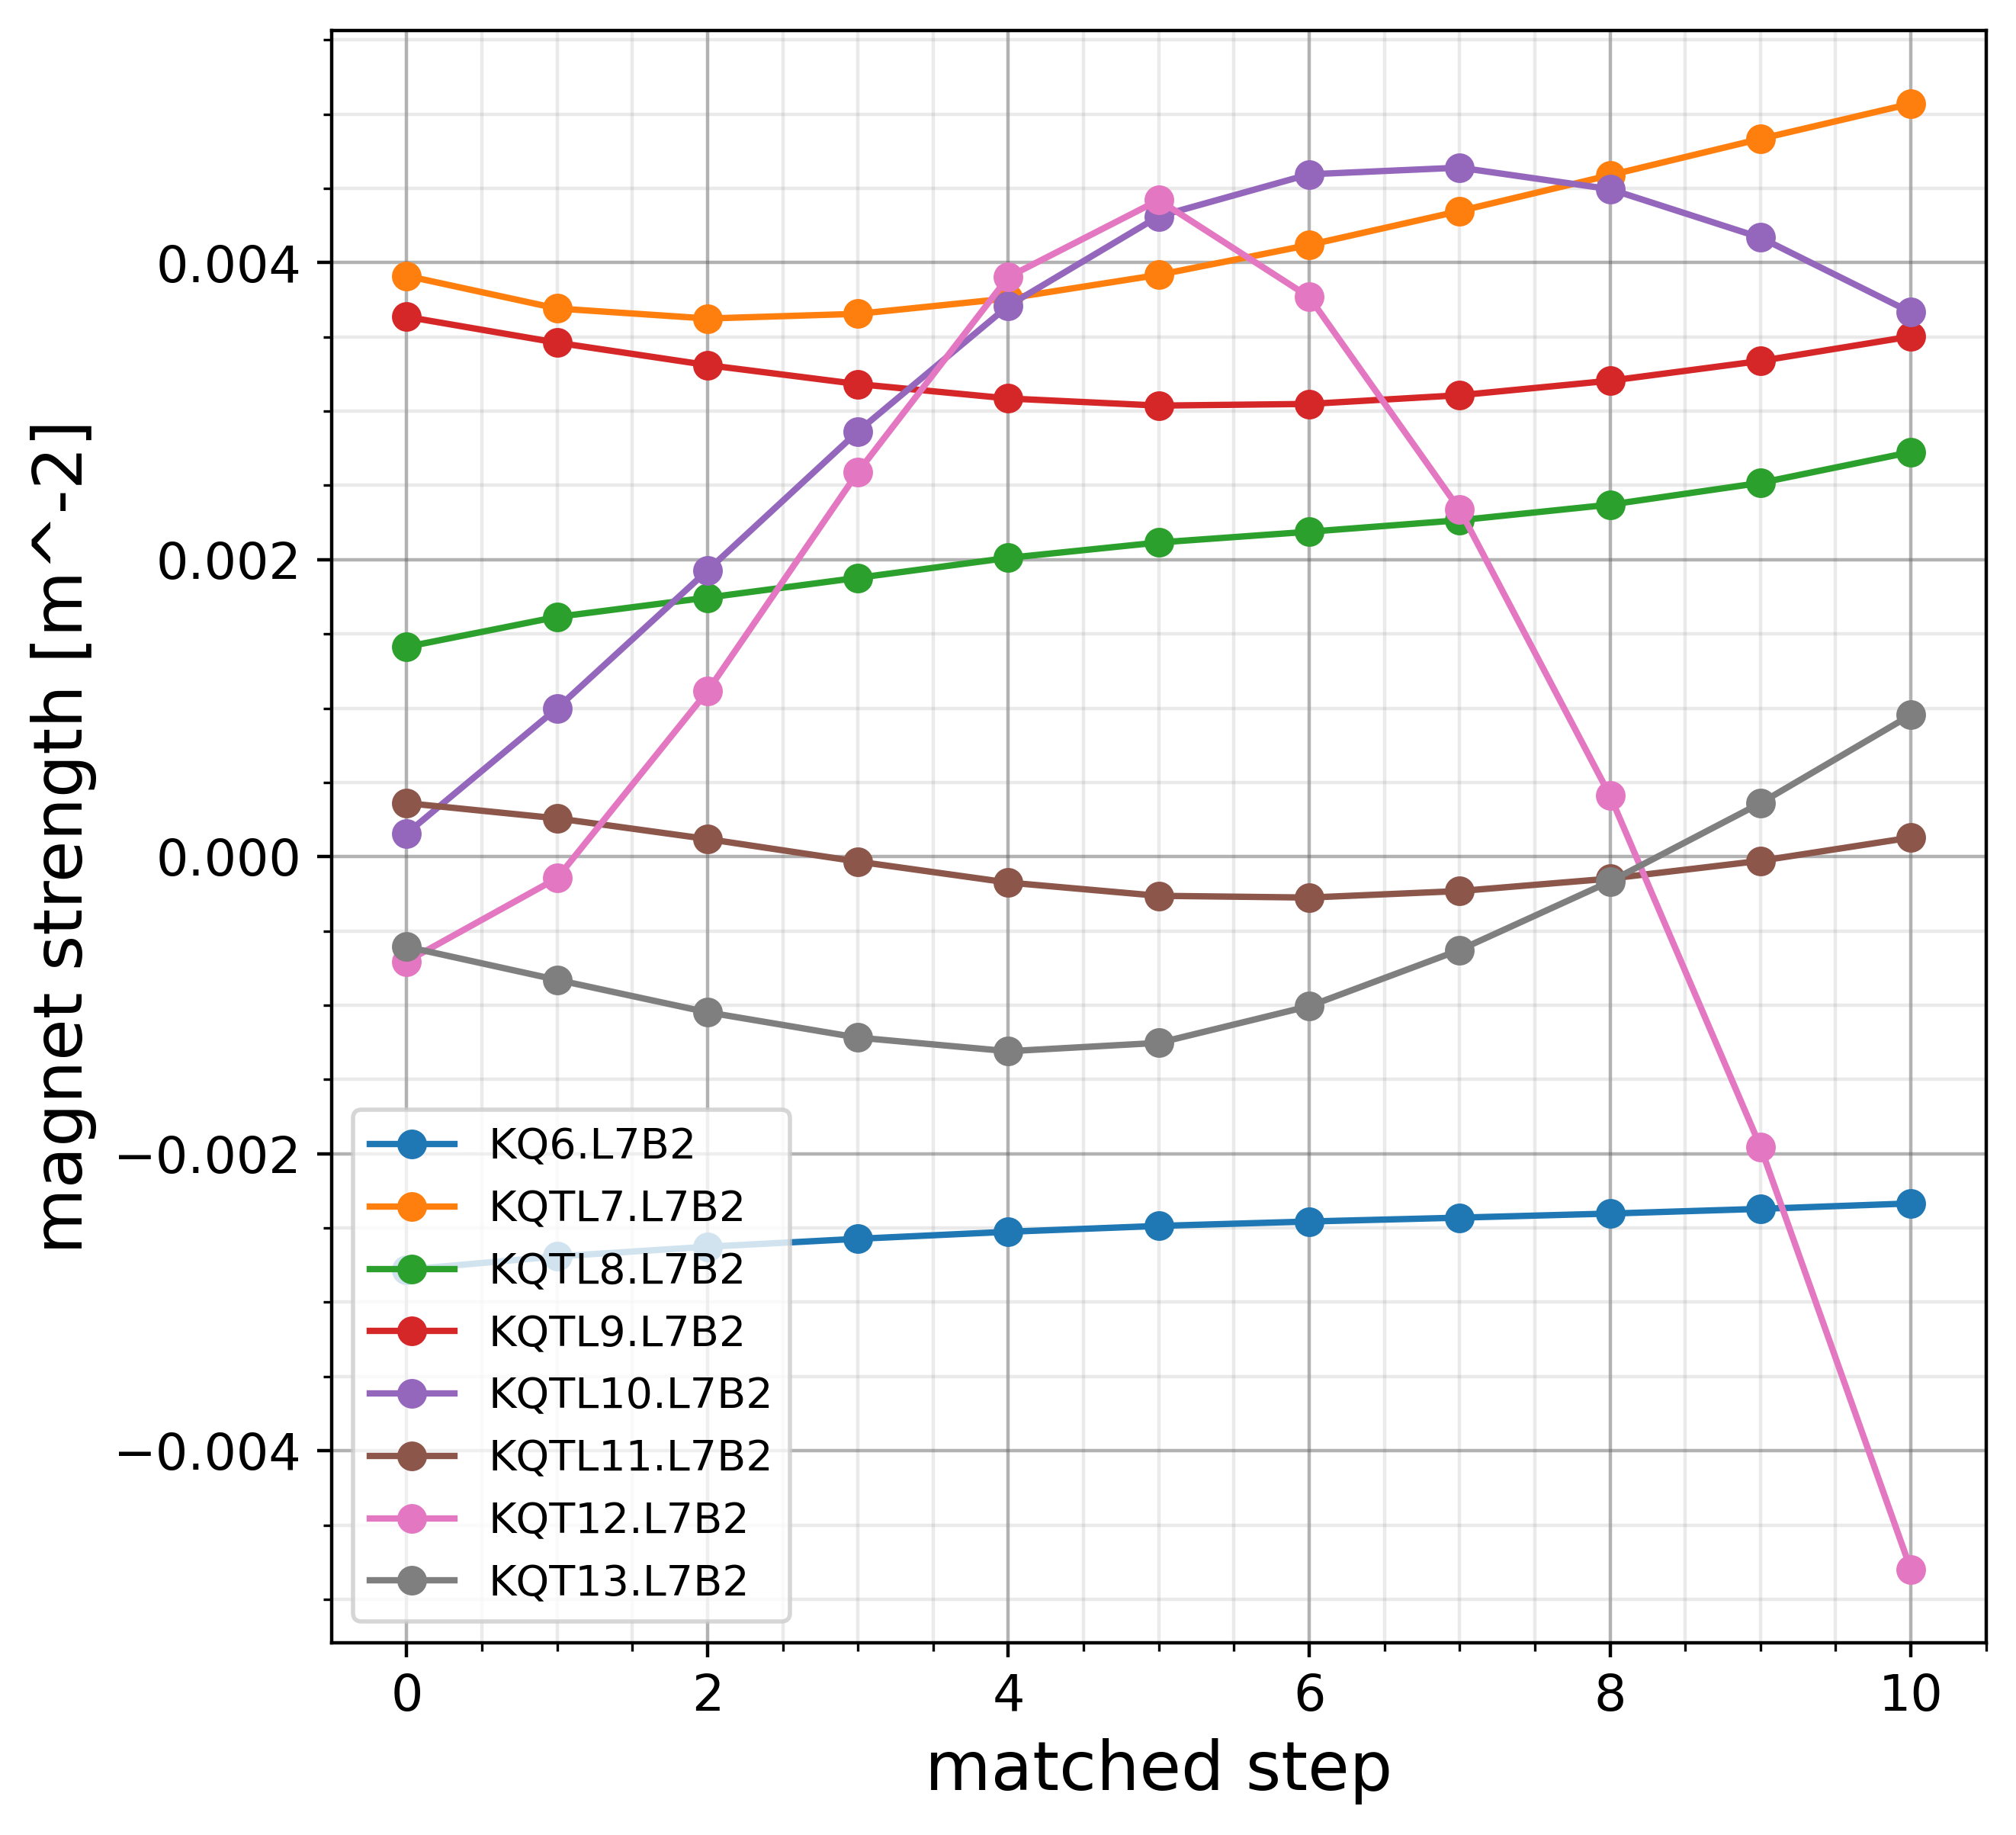 magnet strength [m^-2]
0.004
0.002
0.000
−0.002
−0.004
KQ6.L7B2
KQTL7.L7B2
KQTL8.L7B2
KQTL9.L7B2
KQTL10.L7B2
KQTL11.L7B2
KQT12.L7B2
KQT13.L7B2
0 2 4 6 8 10
matched step